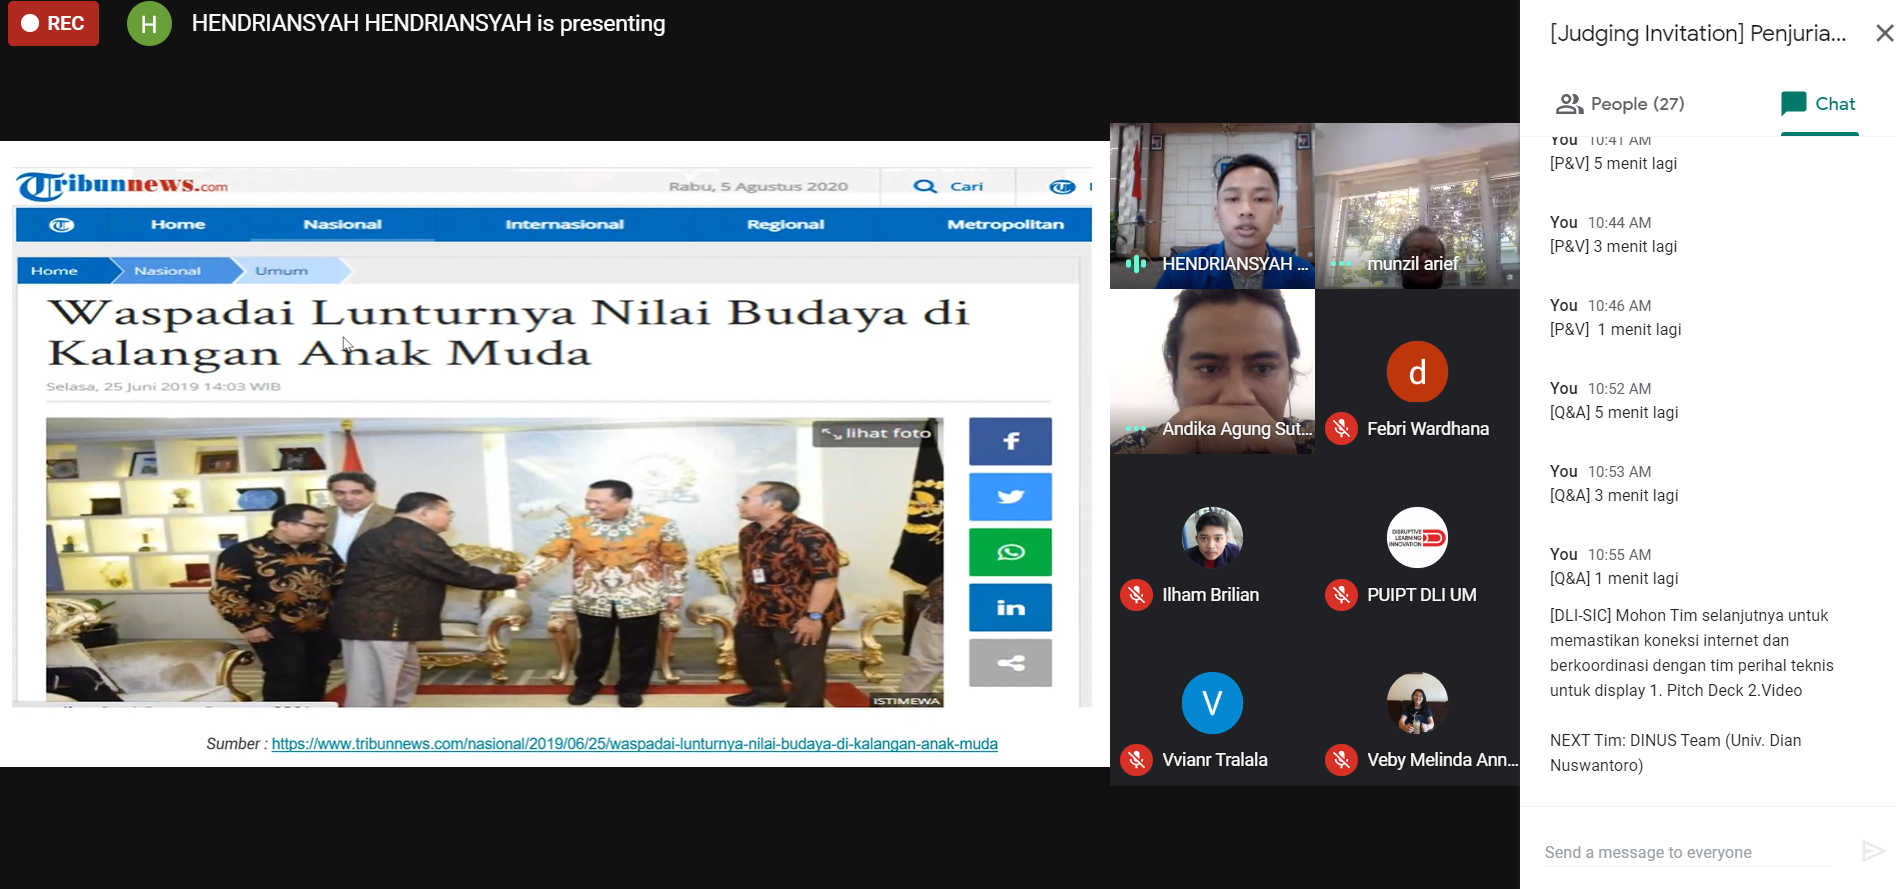 REC
H
HENDRIANSYAH HENDRIANSYAH is presenting
Tribunnews.com
Rabu, 5 Agustus 2020
Cari
Home
Nasional
Internasional
Regional
Metropolitan
Home
Nasional
Umum
Waspadai Lunturnya Nilai Budaya di
Kalangan Anak Muda
Selasa, 25 Juni 2019 14:03 WIB
lihat foto
f
in
ISTIMEWA
Sumber : https://www.tribunnews.com/nasional/2019/06/25/waspadai-lunturnya-nilai-budaya-di-kalangan-anak-muda
HENDRIANSYAH ...
munzil arief
Andika Agung Sut...
d
Febri Wardhana
Ilham Brilian
DISRUPTIVE
LEARNING
INNOVATION
PUIPT DLI UM
V
Vvianr Tralala
Veby Melinda Ann...
[Judging Invitation] Penjuria...
People (27)
Chat
You 10:41 AM
[P&V] 5 menit lagi
You 10:44 AM
[P&V] 3 menit lagi
You 10:46 AM
[P&V]  1 menit lagi
You 10:52 AM
[Q&A] 5 menit lagi
You 10:53 AM
[Q&A] 3 menit lagi
You 10:55 AM
[Q&A] 1 menit lagi
[DLI-SIC] Mohon Tim selanjutnya untuk
memastikan koneksi internet dan
berkoordinasi dengan tim perihal teknis
untuk display 1. Pitch Deck 2.Video
NEXT Tim: DINUS Team (Univ. Dian
Nuswantoro)
Send a message to everyone